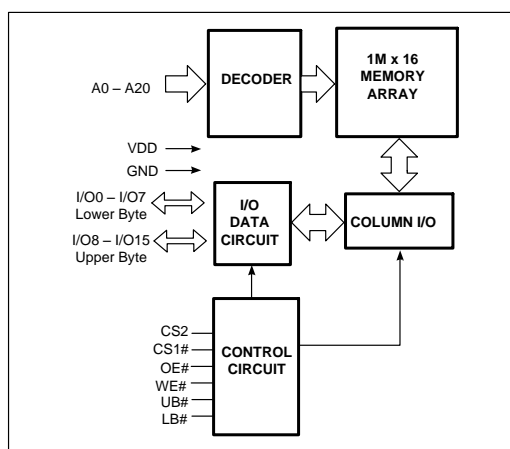 A0 – A20
DECODER
1M x 16
MEMORY
ARRAY
VDD
GND
I/O0 – I/O7
Lower Byte
I/O8 – I/O15
Upper Byte
I/O
DATA
CIRCUIT
COLUMN I/O
CS2
CS1#
OE#
WE#
UB#
LB#
CONTROL
CIRCUIT